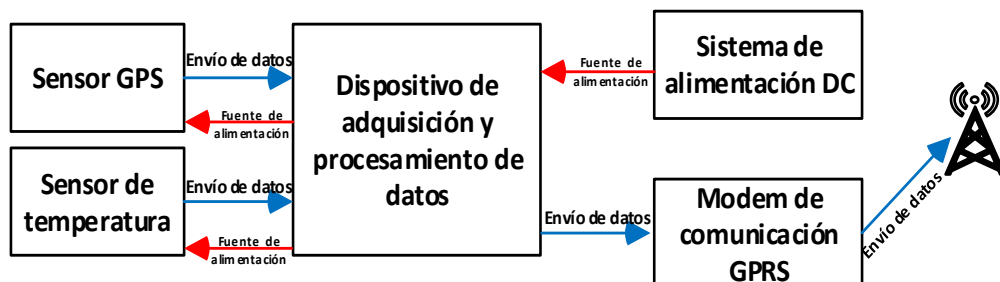 Sensor GPS
Envío de datos
Fuente de
alimentación
Sensor de
temperatura
Envío de datos
Fuente de
alimentación
Dispositivo de
adquisición y
procesamiento de
datos
Fuente de
alimentación
Sistema de
alimentación DC
Envío de datos
Modem de
comunicación
GPRS
Envío de datos